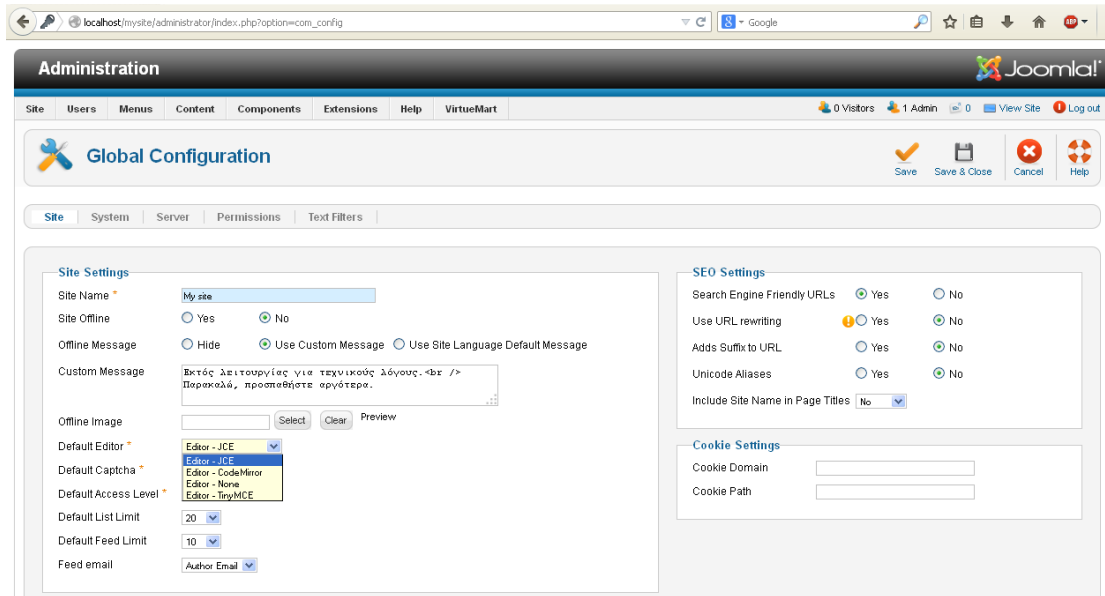 localhost/mysite/administrator/index.php?option=com_config
8 Google
ABP
Administration
Joomla!
Site Users Menus Content Components Extensions Help VirtueMart 0 Visitors 1 Admin 0 View Site Log out
Global Configuration
Save Save & Close Cancel Help
Site System Server Permissions Text Filters
Site Settings
Site Name * My site
Site Offline Yes No
Offline Message Hide Use Custom Message Use Site Language Default Message
Custom Message Εκτός λειτουργίας για τεχνικούς λόγους.<br />
Παρακαλώ, προσπαθήστε αργότερα.
Offline Image Select Clear Preview
Default Editor * Editor - JCE
Editor - JCE
Default Captcha * Editor - CodeMirror
Editor - None
Default Access Level * Editor - TinyMCE
Default List Limit 20
Default Feed Limit 10
Feed email Author Email
SEO Settings
Search Engine Friendly URLs Yes No
Use URL rewriting Yes No
Adds Suffix to URL Yes No
Unicode Aliases Yes No
Include Site Name in Page Titles No
Cookie Settings
Cookie Domain
Cookie Path